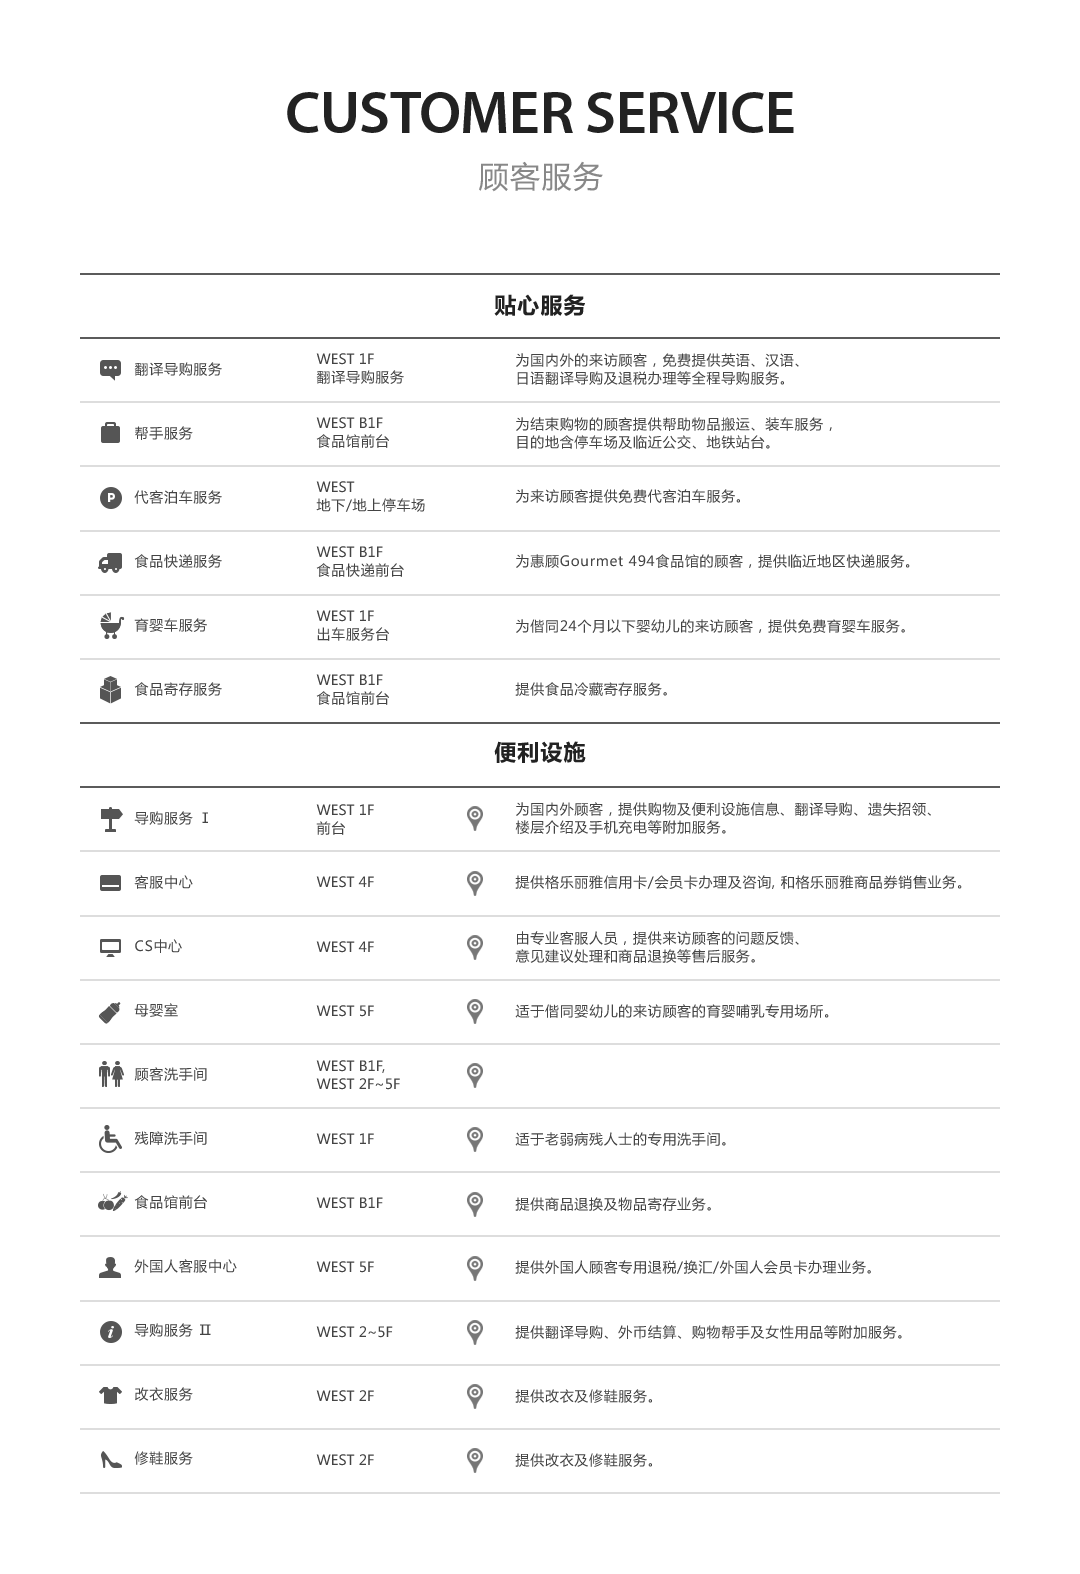 CUSTOMER SERVICE
顾客服务
贴心服务
翻译导购服务
WEST 1F
翻译导购服务
为国内外的来访顾客，免费提供英语、汉语、
日语翻译导购及退税办理等全程导购服务。
帮手服务
WEST B1F
食品馆前台
为结束购物的顾客提供帮助物品搬运、装车服务，
目的地含停车场及临近公交、地铁站台。
P
代客泊车服务
WEST
地下/地上停车场
为来访顾客提供免费代客泊车服务。
食品快递服务
WEST B1F
食品快递前台
为惠顾Gourmet 494食品馆的顾客，提供临近地区快递服务。
育婴车服务
WEST 1F
出车服务台
为偕同24个月以下婴幼儿的来访顾客，提供免费育婴车服务。
食品寄存服务
WEST B1F
食品馆前台
提供食品冷藏寄存服务。
便利设施
导购服务 Ⅰ
WEST 1F
前台
为国内外顾客，提供购物及便利设施信息、翻译导购、遗失招领、
楼层介绍及手机充电等附加服务。
客服中心
WEST 4F
提供格乐丽雅信用卡/会员卡办理及咨询, 和格乐丽雅商品券销售业务。
CS中心
WEST 4F
由专业客服人员，提供来访顾客的问题反馈、
意见建议处理和商品退换等售后服务。
母婴室
WEST 5F
适于偕同婴幼儿的来访顾客的育婴哺乳专用场所。
顾客洗手间
WEST B1F,
WEST 2F~5F
残障洗手间
WEST 1F
适于老弱病残人士的专用洗手间。
食品馆前台
WEST B1F
提供商品退换及物品寄存业务。
外国人客服中心
WEST 5F
提供外国人顾客专用退税/换汇/外国人会员卡办理业务。
i
导购服务 Ⅱ
WEST 2~5F
提供翻译导购、外币结算、购物帮手及女性用品等附加服务。
改衣服务
WEST 2F
提供改衣及修鞋服务。
修鞋服务
WEST 2F
提供改衣及修鞋服务。